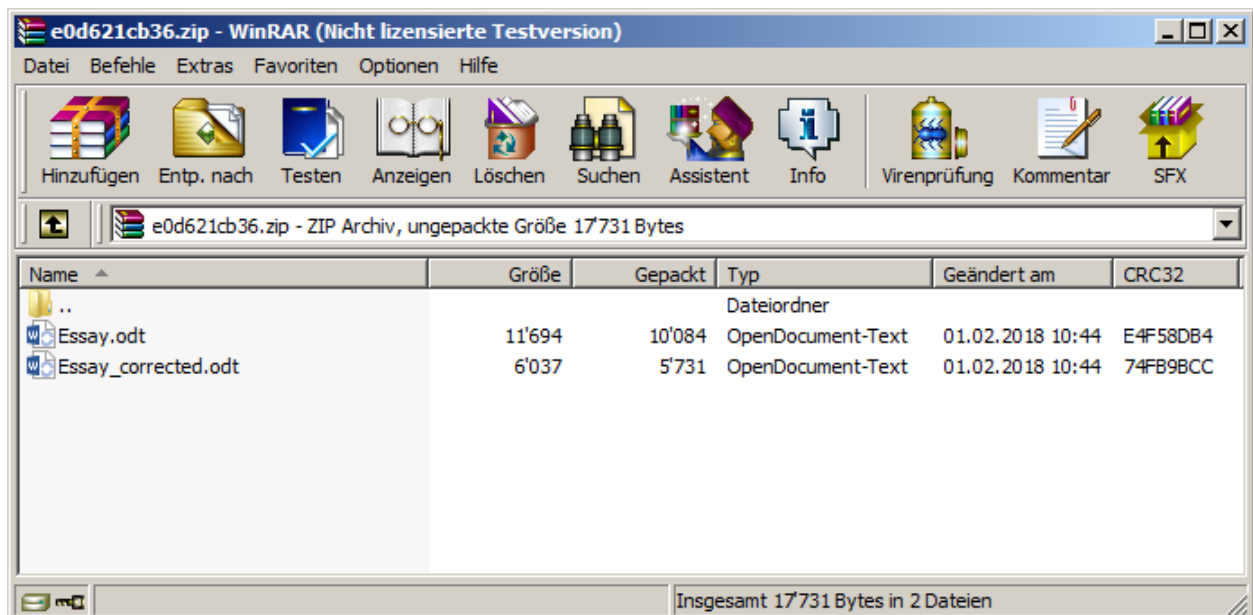 e0d621cb36.zip - WinRAR (Nicht lizensierte Testversion)
Datei Befehle Extras Favoriten Optionen Hilfe
Hinzufügen Entp. nach Testen Anzeigen Löschen Suchen Assistent Info Virenprüfung Kommentar SFX
e0d621cb36.zip - ZIP Archiv, ungepackte Größe 17'731 Bytes
Name Größe Gepackt Typ Geändert am CRC32
.. Dateiordner
Essay.odt 11'694 10'084 OpenDocument-Text 01.02.2018 10:44 E4F58DB4
Essay_corrected.odt 6'037 5'731 OpenDocument-Text 01.02.2018 10:44 74FB9BCC
Insgesamt 17'731 Bytes in 2 Dateien